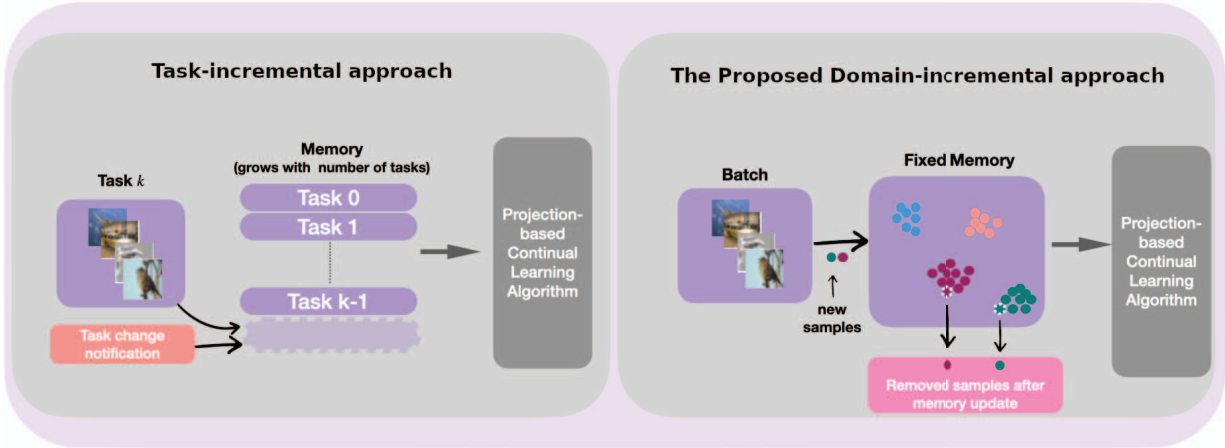 Task-incremental approach
Task k
Memory
(grows with number of tasks)
Task 0
Task 1
Task k-1
Task change
notification
Projection-
based
Continual
Learning
Algorithm
The Proposed Domain-incremental approach
Batch
new
samples
Fixed Memory
Removed samples after
memory update
Projection-
based
Continual
Learning
Algorithm